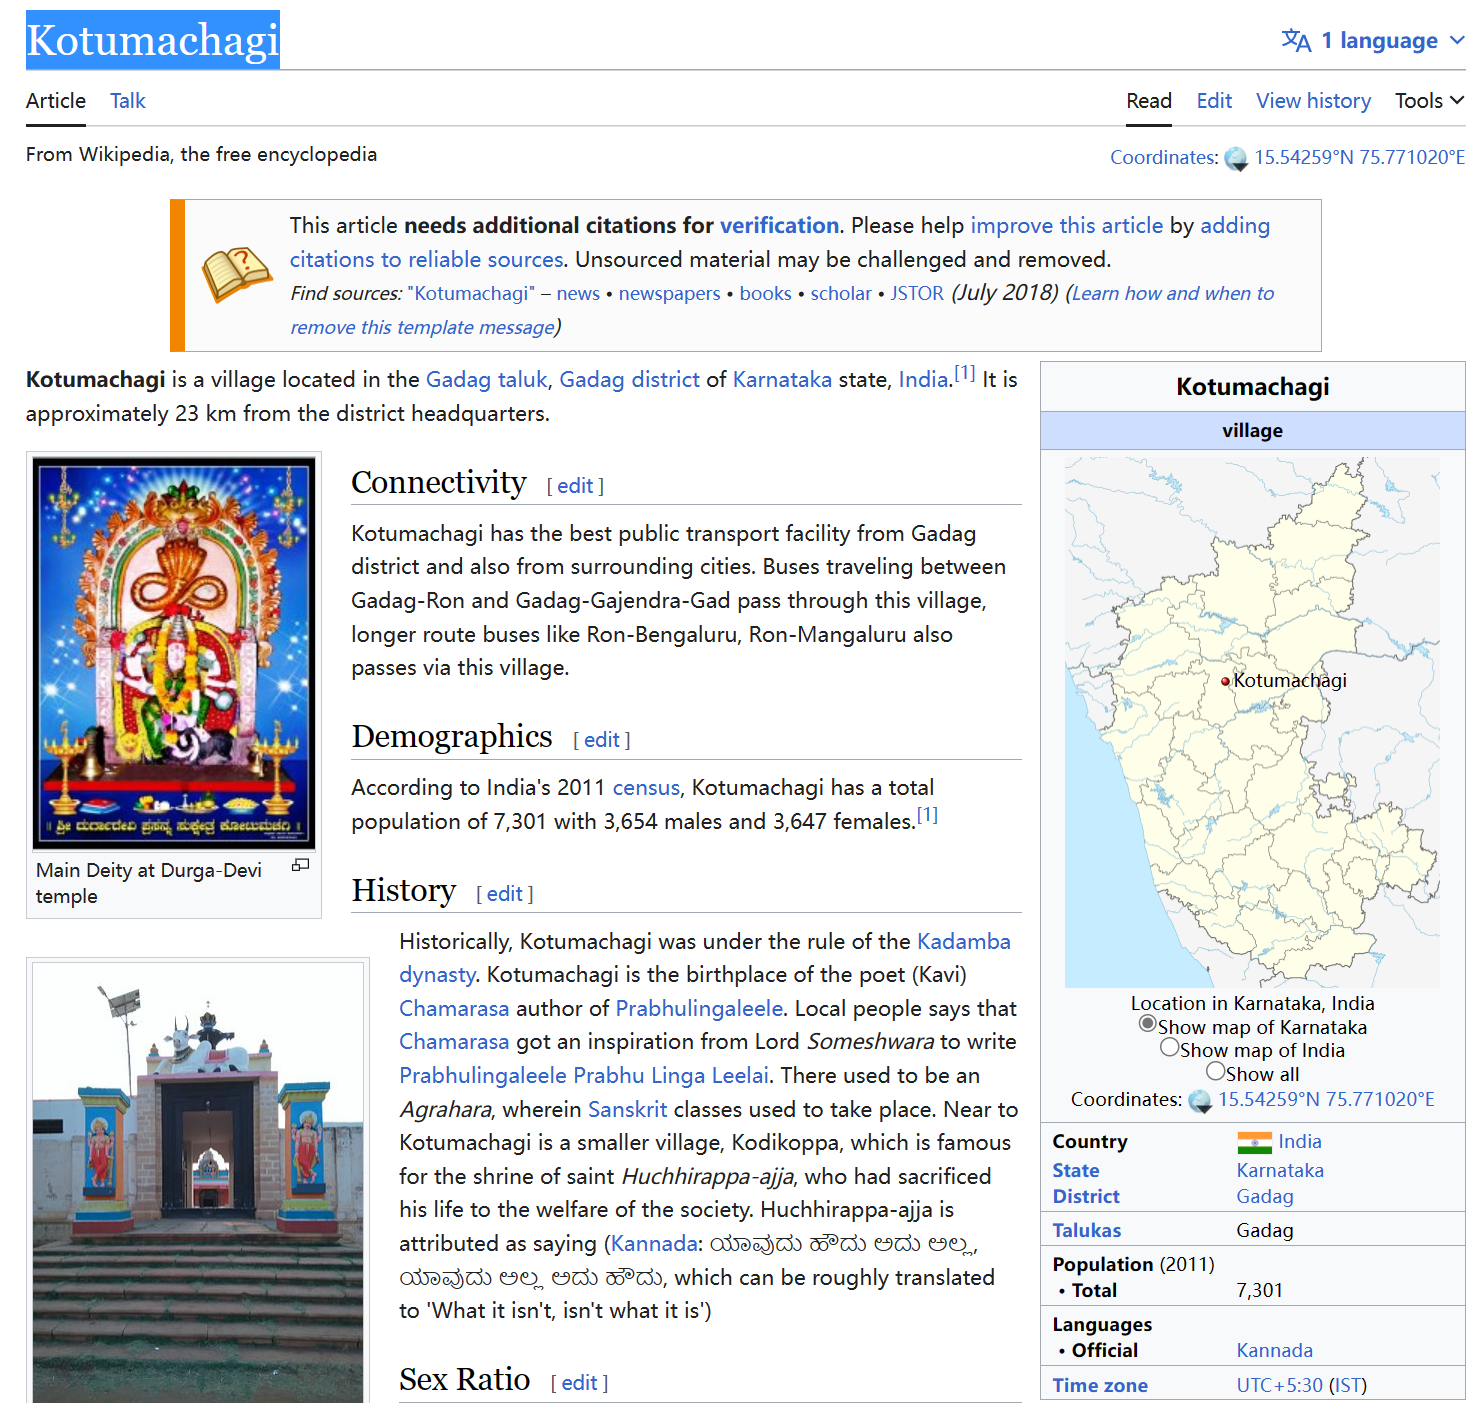 Kotumachagi
1 language
Article Talk
Read Edit View history Tools
From Wikipedia, the free encyclopedia
Coordinates: 15.54259°N 75.771020°E
This article needs additional citations for verification. Please help improve this article by adding
citations to reliable sources. Unsourced material may be challenged and removed.
Find sources: "Kotumachagi" – news • newspapers • books • scholar • JSTOR (July 2018) (Learn how and when to
remove this template message)
Kotumachagi is a village located in the Gadag taluk, Gadag district of Karnataka state, India.[1] It is
approximately 23 km from the district headquarters.
॥ ಶ್ರೀ ದುರ್ಗಾದೇವಿ ಪ್ರಸನ್ನ ಸುಕ್ಷೇತ್ರ ಕೋಟುಮಚಗಿ ॥
Main Deity at Durga-Devi
temple
Connectivity [ edit ]
Kotumachagi has the best public transport facility from Gadag
district and also from surrounding cities. Buses traveling between
Gadag-Ron and Gadag-Gajendra-Gad pass through this village,
longer route buses like Ron-Bengaluru, Ron-Mangaluru also
passes via this village.
Demographics [ edit ]
According to India's 2011 census, Kotumachagi has a total
population of 7,301 with 3,654 males and 3,647 females.[1]
History [ edit ]
Historically, Kotumachagi was under the rule of the Kadamba
dynasty. Kotumachagi is the birthplace of the poet (Kavi)
Chamarasa author of Prabhulingaleele. Local people says that
Chamarasa got an inspiration from Lord Someshwara to write
Prabhulingaleele Prabhu Linga Leelai. There used to be an
Agrahara, wherein Sanskrit classes used to take place. Near to
Kotumachagi is a smaller village, Kodikoppa, which is famous
for the shrine of saint Huchhirappa-ajja, who had sacrificed
his life to the welfare of the society. Huchhirappa-ajja is
attributed as saying (Kannada: ಯಾವುದು ಹೌದು ಅದು ಅಲ್ಲ,
ಯಾವುದು ಅಲ್ಲ ಅದು ಹೌದು, which can be roughly translated
to 'What it isn't, isn't what it is')
Sex Ratio [ edit ]
Kotumachagi
village
Kotumachagi
Location in Karnataka, India
Show map of Karnataka
Show map of India
Show all
Coordinates: 15.54259°N 75.771020°E
Country India
State Karnataka
District Gadag
Talukas Gadag
Population (2011)
• Total 7,301
Languages
• Official Kannada
Time zone UTC+5:30 (IST)